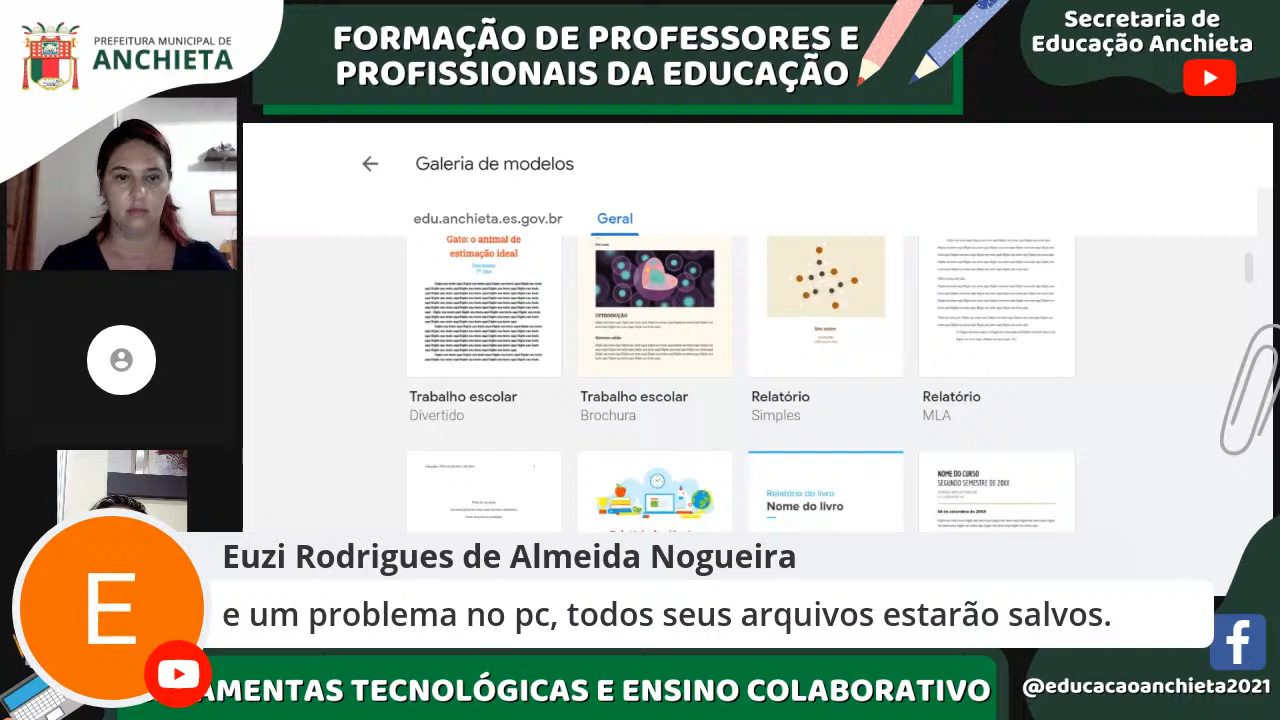 PREFEITURA MUNICIPAL DE
ANCHIETA
FORMAÇÃO DE PROFESSORES E
PROFISSIONAIS DA EDUCAÇÃO
Secretaria de
Educação Anchieta
Galeria de modelos
edu.anchieta.es.gov.br Geral
Gato: o animal de
estimação ideal
INTRODUÇÃO
Trabalho escolar
Divertido
Trabalho escolar
Brochura
Relatório
Simples
Relatório
MLA
Relatório do livro
Nome do livro
NOME DO CURSO
SEGUNDO SEMESTRE DE 20XX
E
Euzi Rodrigues de Almeida Nogueira
e um problema no pc, todos seus arquivos estarão salvos.
AMENTAS TECNOLÓGICAS E ENSINO COLABORATIVO
@educacaoanchieta2021